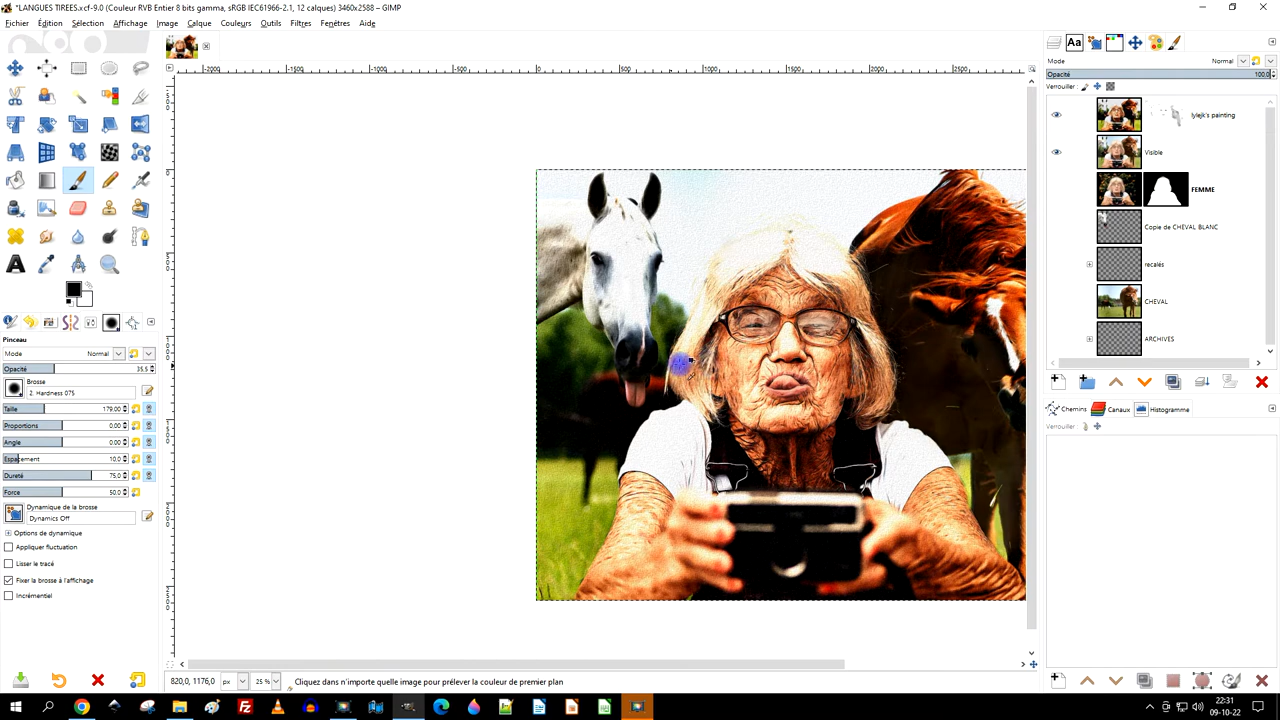 *LANGUES TIREES.xcf-9.0 (Couleur RVB Entier 8 bits gamma, sRGB IEC61966-2.1, 12 calques) 3460x2588 – GIMP
Fichier Édition Sélection Affichage Image Calque Couleurs Outils Filtres Fenêtres Aide
-2000 -1500 -1000 -500 0 500 1000 1500 2000 2500
Pinceau
Mode Normal
Opacité 35,5
Brosse
2. Hardness 075
Taille 179,00
Proportions 0,00
Angle 0,00
Espacement 10,0
Dureté 75,0
Force 50,0
Dynamique de la brosse
Dynamics Off
Options de dynamique
Appliquer fluctuation
Lisser le tracé
Fixer la brosse à l'affichage
Incrémentiel
820,0, 1176,0 px 25 % Cliquez dans n'importe quelle image pour prélever la couleur de premier plan
Mode Normal
Opacité 100,0
Verrouiller :
lylejk's painting
Visible
FEMME
Copie de CHEVAL BLANC
recalés
CHEVAL
ARCHIVES
Chemins Canaux Histogramme
Verrouiller :
22:31
09-10-22